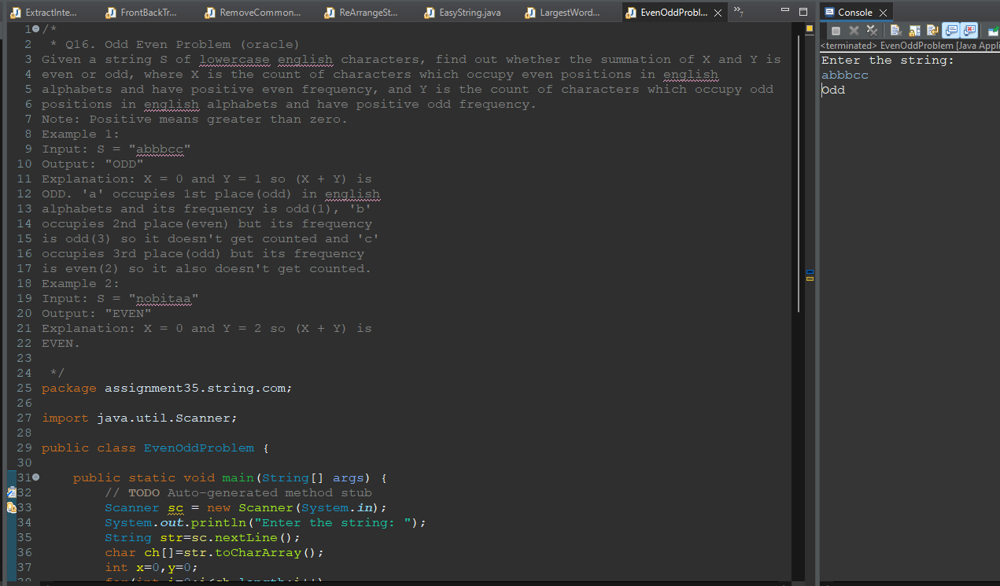 ExtractInte... FrontBackTr... RemoveCommon... ReArrangeSt... EasyString.java LargestWord... EvenOddProbl... »7
1 /*
2 * Q16. Odd Even Problem (oracle)
3 Given a string S of lowercase english characters, find out whether the summation of X and Y is
4 even or odd, where X is the count of characters which occupy even positions in english
5 alphabets and have positive even frequency, and Y is the count of characters which occupy odd
6 positions in english alphabets and have positive odd frequency.
7 Note: Positive means greater than zero.
8 Example 1:
9 Input: S = "abbbcc"
10 Output: "ODD"
11 Explanation: X = 0 and Y = 1 so (X + Y) is
12 ODD. 'a' occupies 1st place(odd) in english
13 alphabets and its frequency is odd(1), 'b'
14 occupies 2nd place(even) but its frequency
15 is odd(3) so it doesn't get counted and 'c'
16 occupies 3rd place(odd) but its frequency
17 is even(2) so it also doesn't get counted.
18 Example 2:
19 Input: S = "nobitaa"
20 Output: "EVEN"
21 Explanation: X = 0 and Y = 2 so (X + Y) is
22 EVEN.
23
24 */
25 package assignment35.string.com;
26
27 import java.util.Scanner;
28
29 public class EvenOddProblem {
30
31 public static void main(String[] args) {
32 // TODO Auto-generated method stub
33 Scanner sc = new Scanner(System.in);
34 System.out.println("Enter the string: ");
35 String str=sc.nextLine();
36 char ch[]=str.toCharArray();
37 int x=0,y=0;
Console
<terminated> EvenOddProblem [Java Appli
Enter the string:
abbbcc
Odd